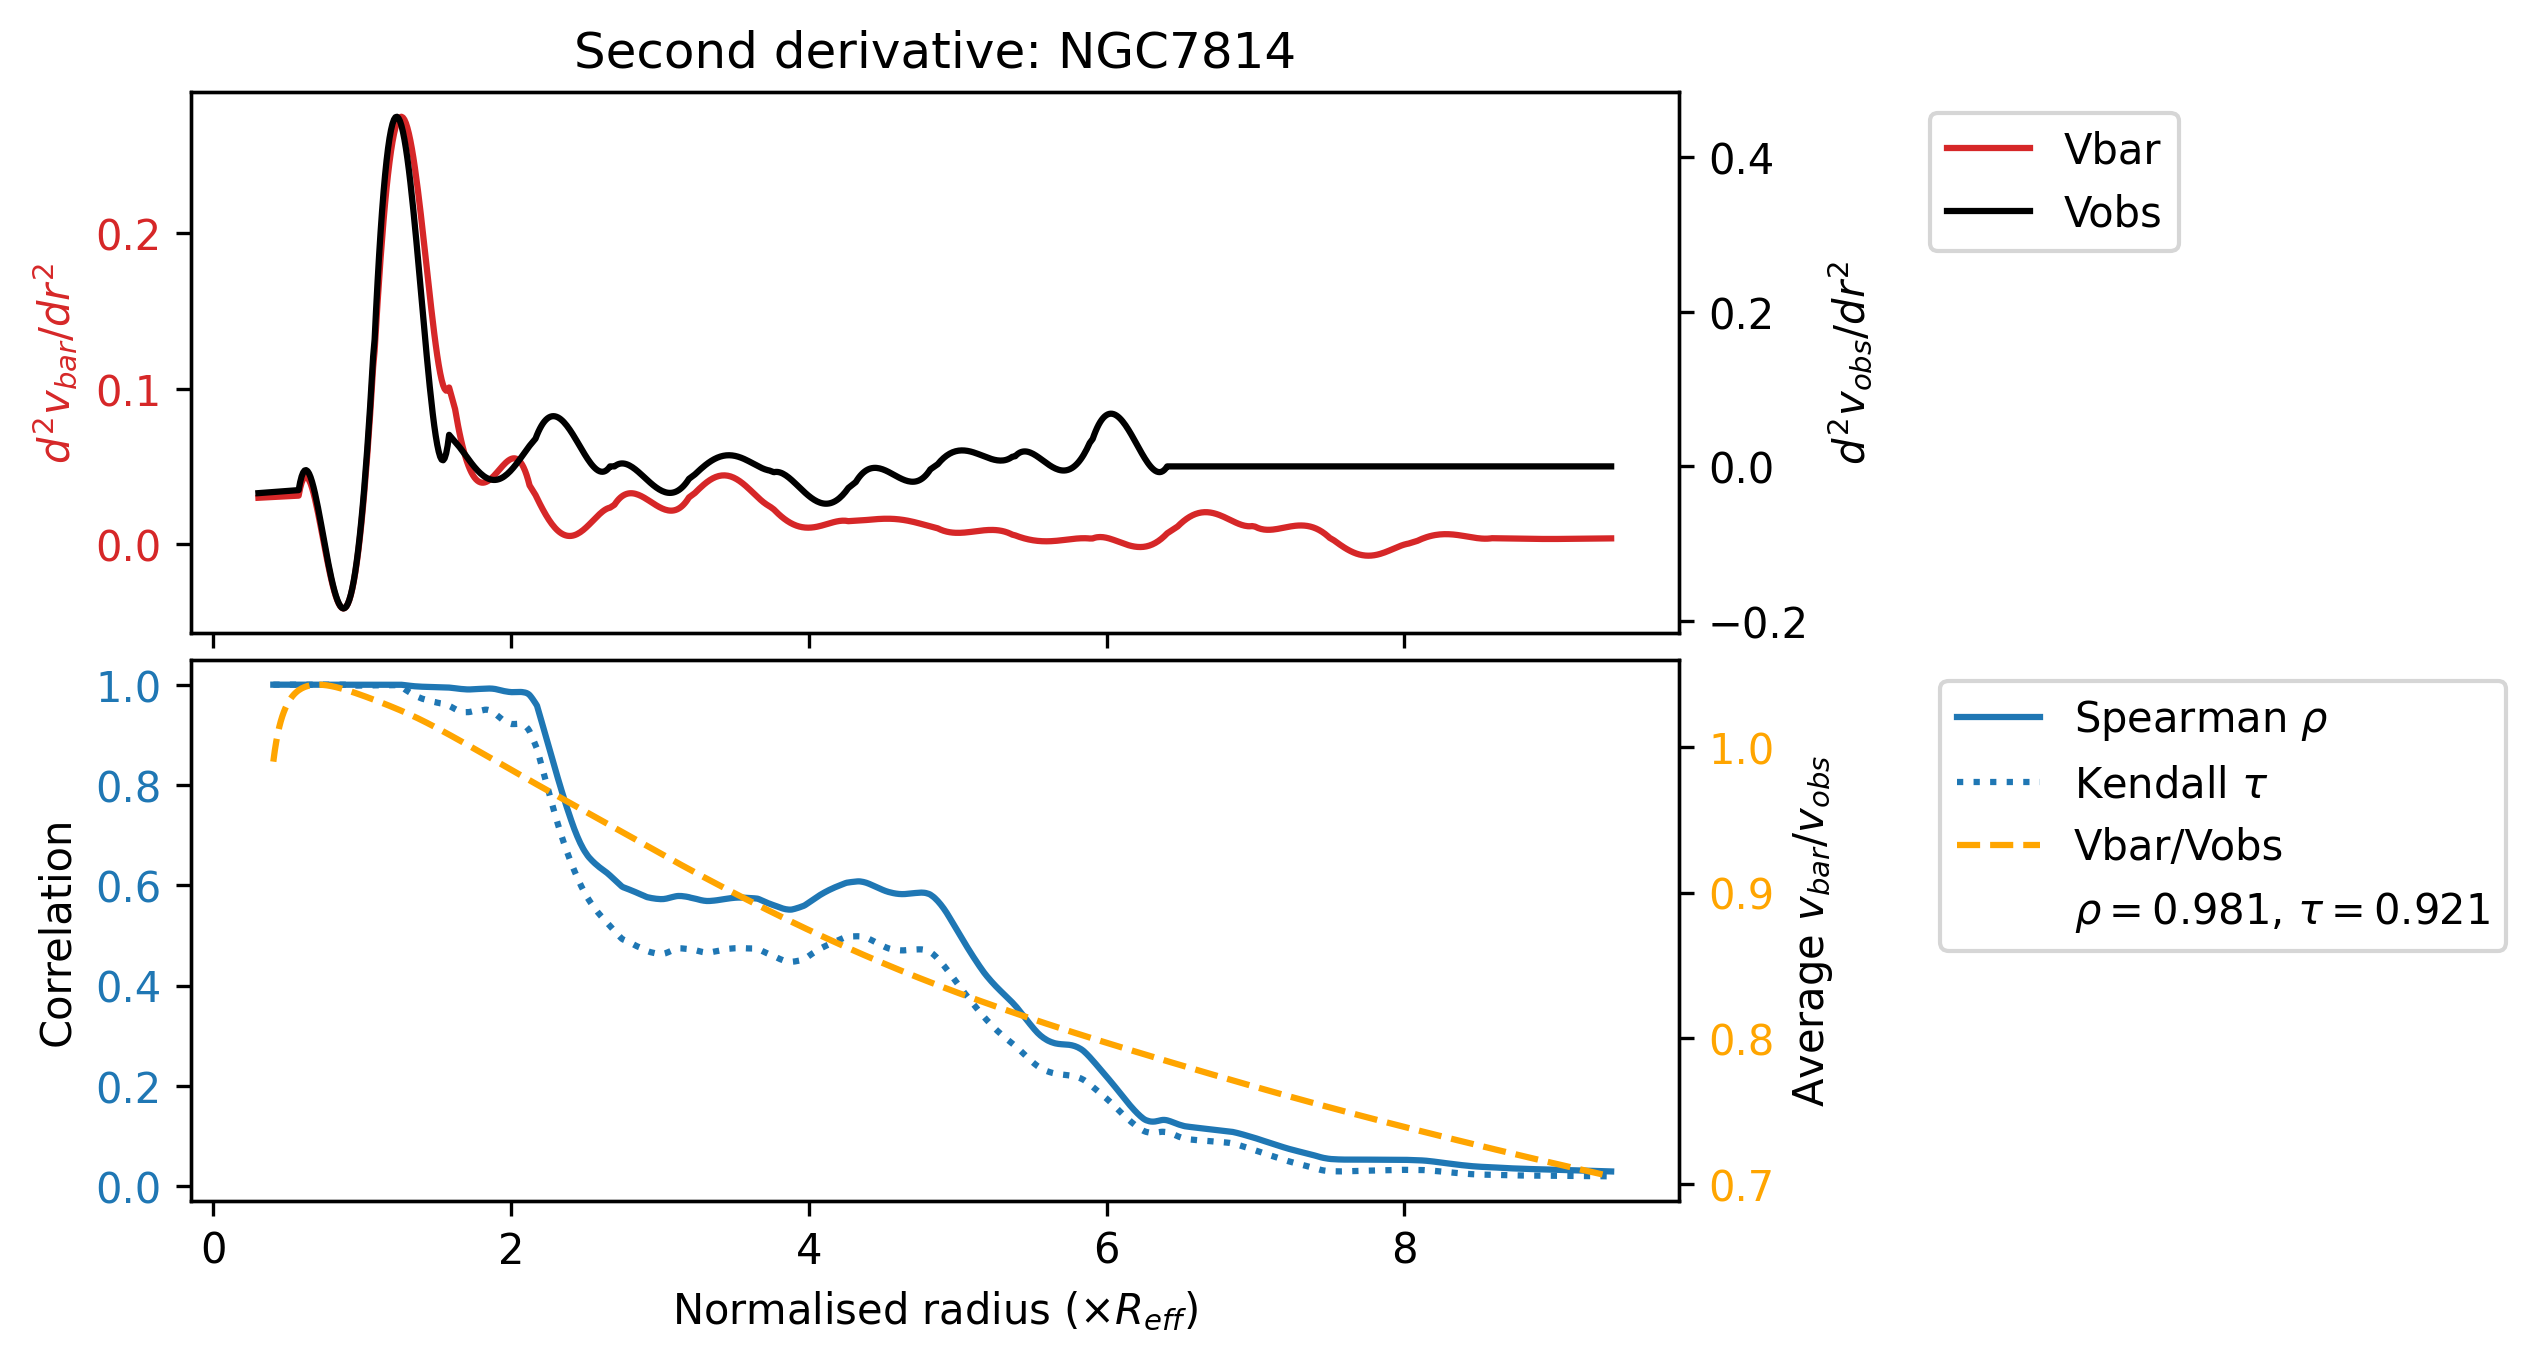 Second derivative: NGC7814
d²v_bar/dr²
0.2
0.1
0.0
0.4
0.2
0.0
−0.2
d²v_obs/dr²
Vbar
Vobs
Correlation
1.0
0.8
0.6
0.4
0.2
0.0
1.0
0.9
0.8
0.7
Average v_bar/v_obs
Spearman ρ
Kendall τ
Vbar/Vobs
ρ = 0.981, τ = 0.921
0 2 4 6 8
Normalised radius (×R_eff)